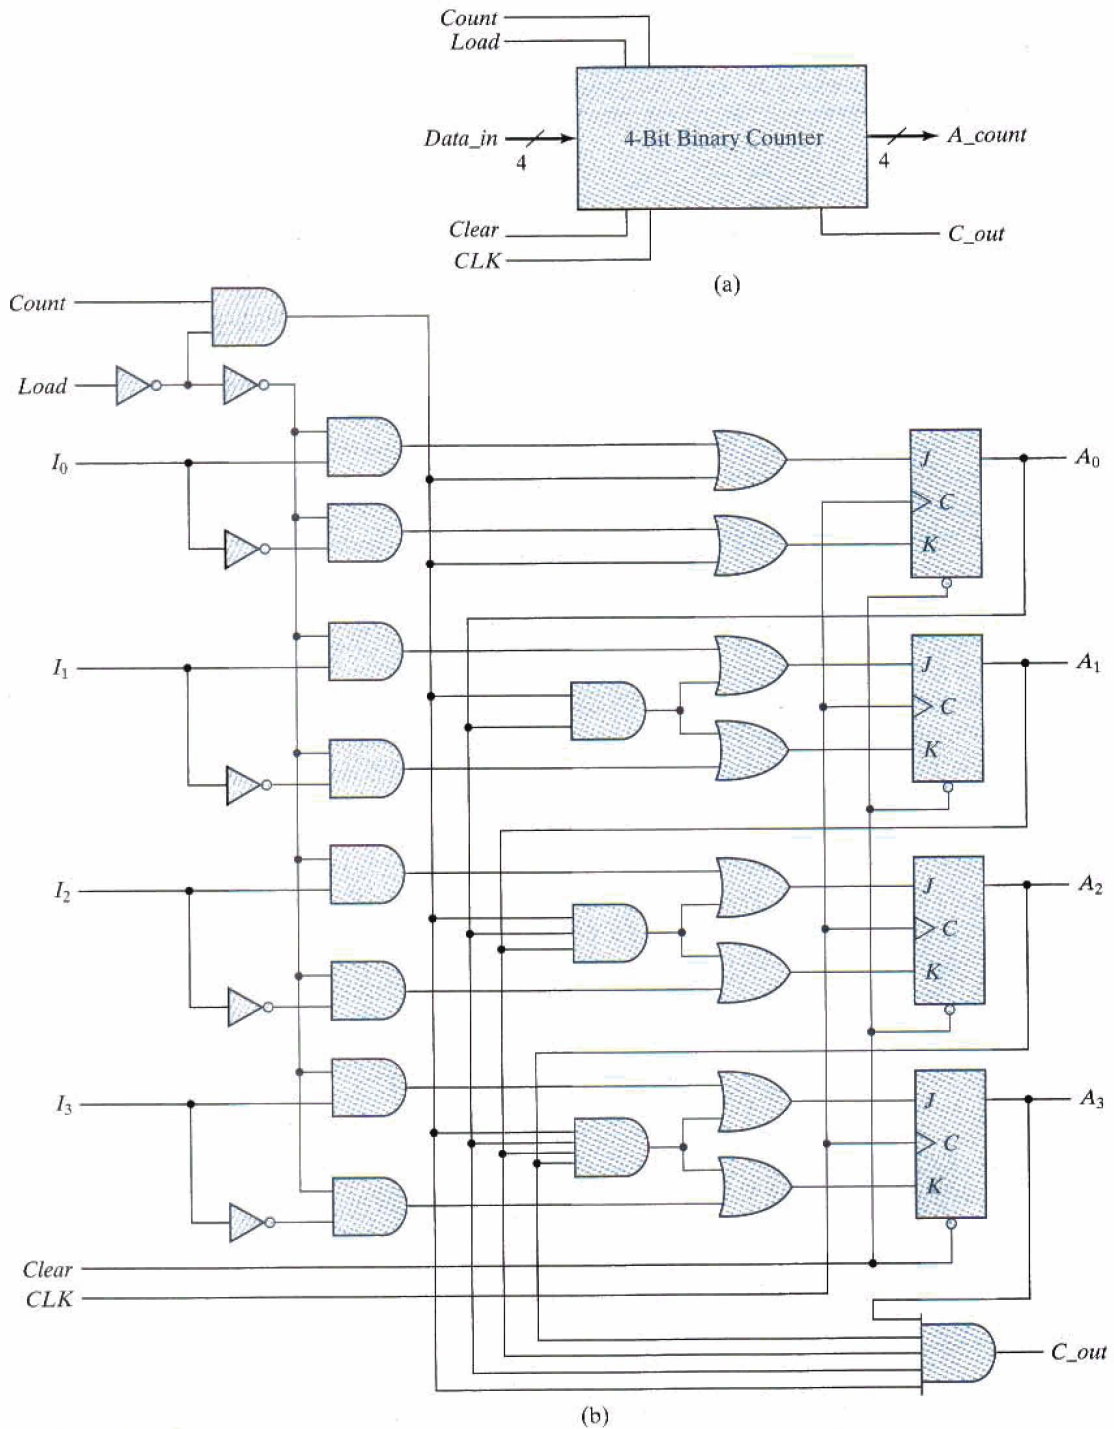 Count
Load
Data_in
4
4-Bit Binary Counter
4
A_count
Clear
CLK
C_out
(a)
Count
Load
I0
J
C
K
A0
I1
J
C
K
A1
I2
J
C
K
A2
I3
J
C
K
A3
Clear
CLK
C_out
(b)